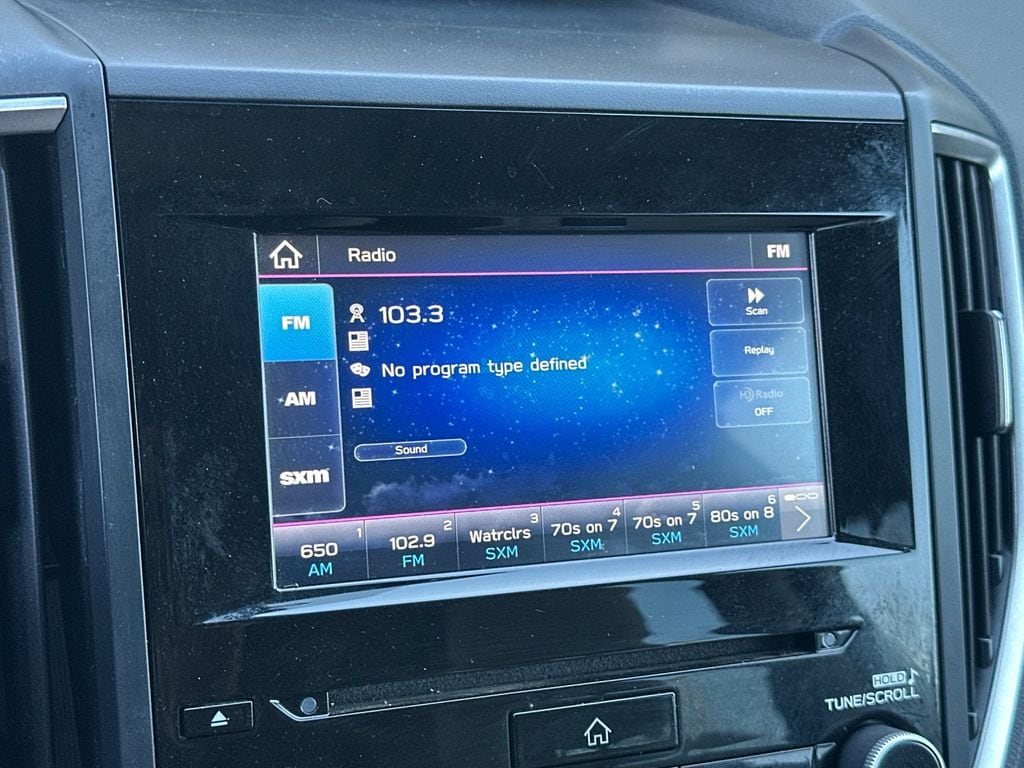 Radio FM
FM
AM
sxm
103.3
No program type defined
Sound
Scan
Replay
HD Radio
OFF
1 2 3 4 5 6
650 102.9 Watrclrs 70s on 7 70s on 7 80s on 8
AM FM SXM SXM SXM SXM
HOLD
TUNE/SCROLL